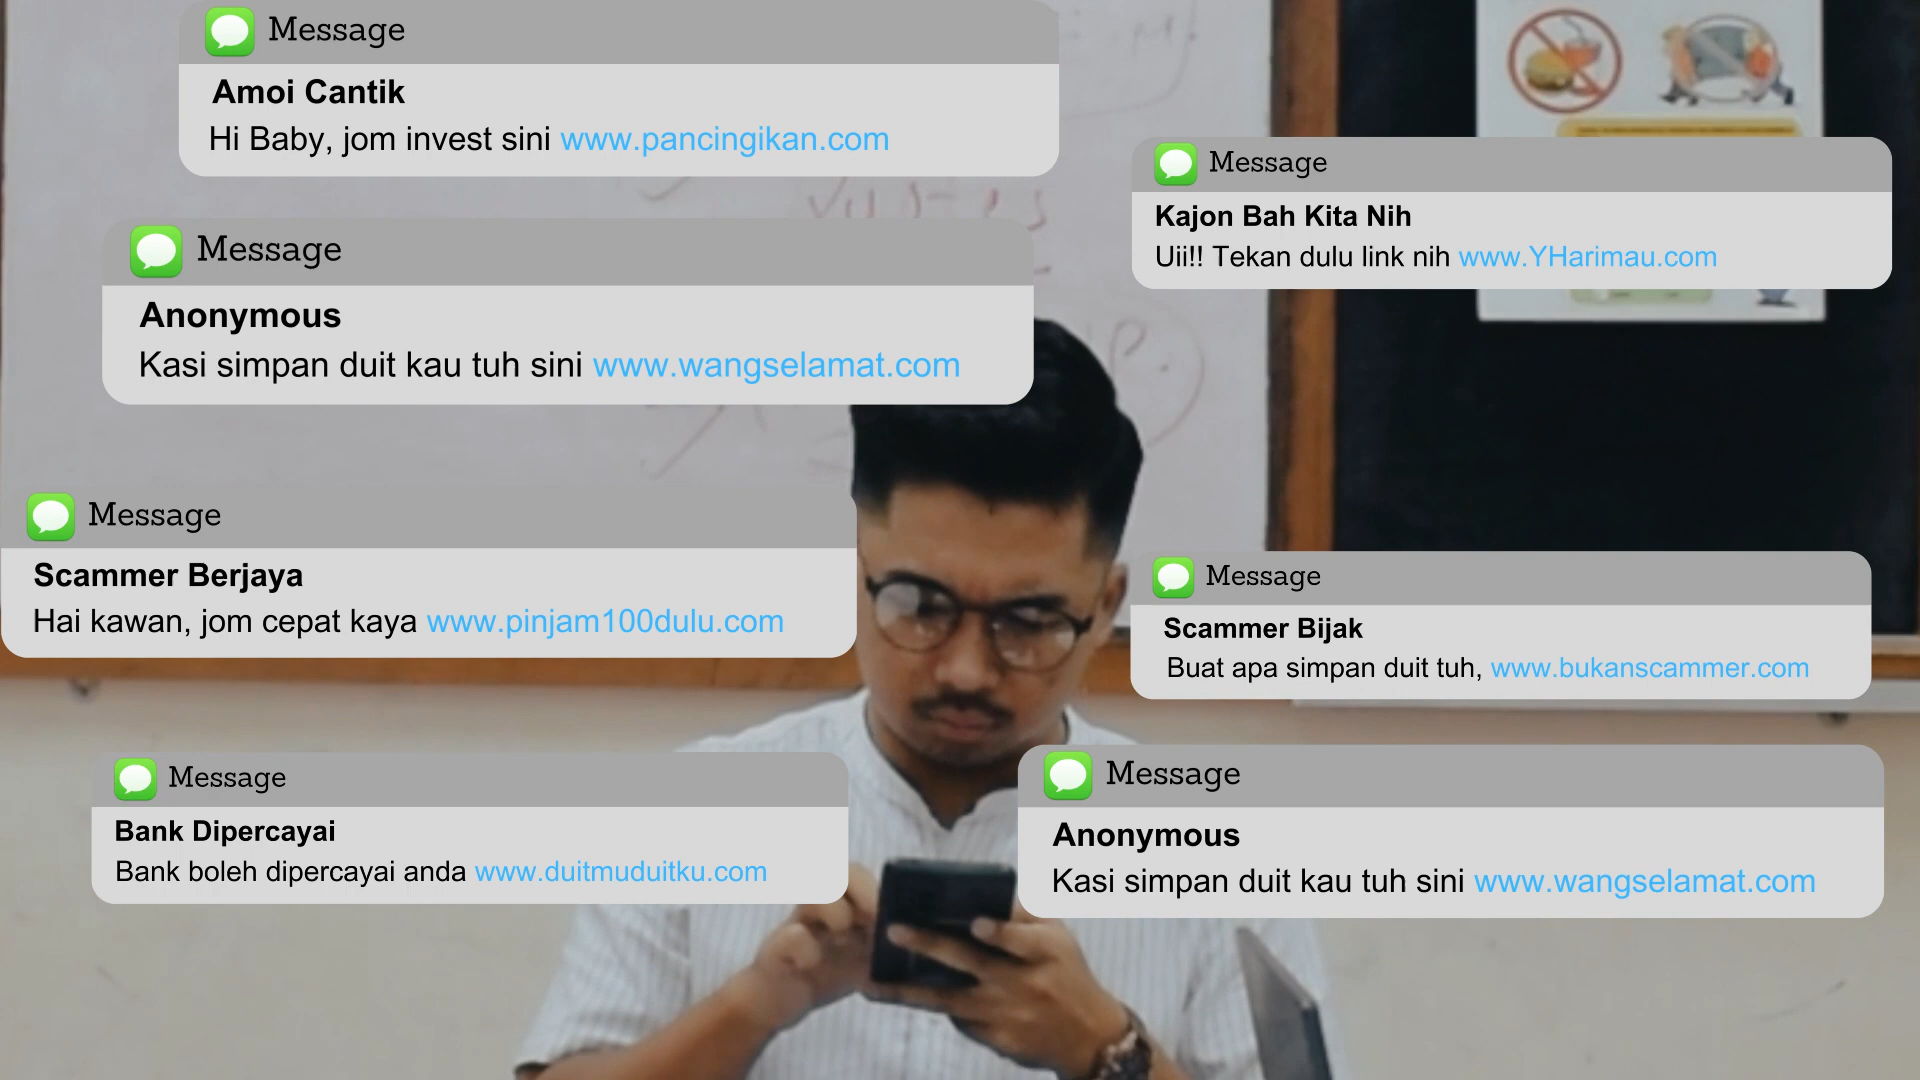 Message
Amoi Cantik
Hi Baby, jom invest sini www.pancingikan.com
Message
Kajon Bah Kita Nih
Uii!! Tekan dulu link nih www.YHarimau.com
Message
Anonymous
Kasi simpan duit kau tuh sini www.wangselamat.com
Message
Scammer Berjaya
Hai kawan, jom cepat kaya www.pinjam100dulu.com
Message
Scammer Bijak
Buat apa simpan duit tuh, www.bukanscammer.com
Message
Bank Dipercayai
Bank boleh dipercayai anda www.duitmuduitku.com
Message
Anonymous
Kasi simpan duit kau tuh sini www.wangselamat.com